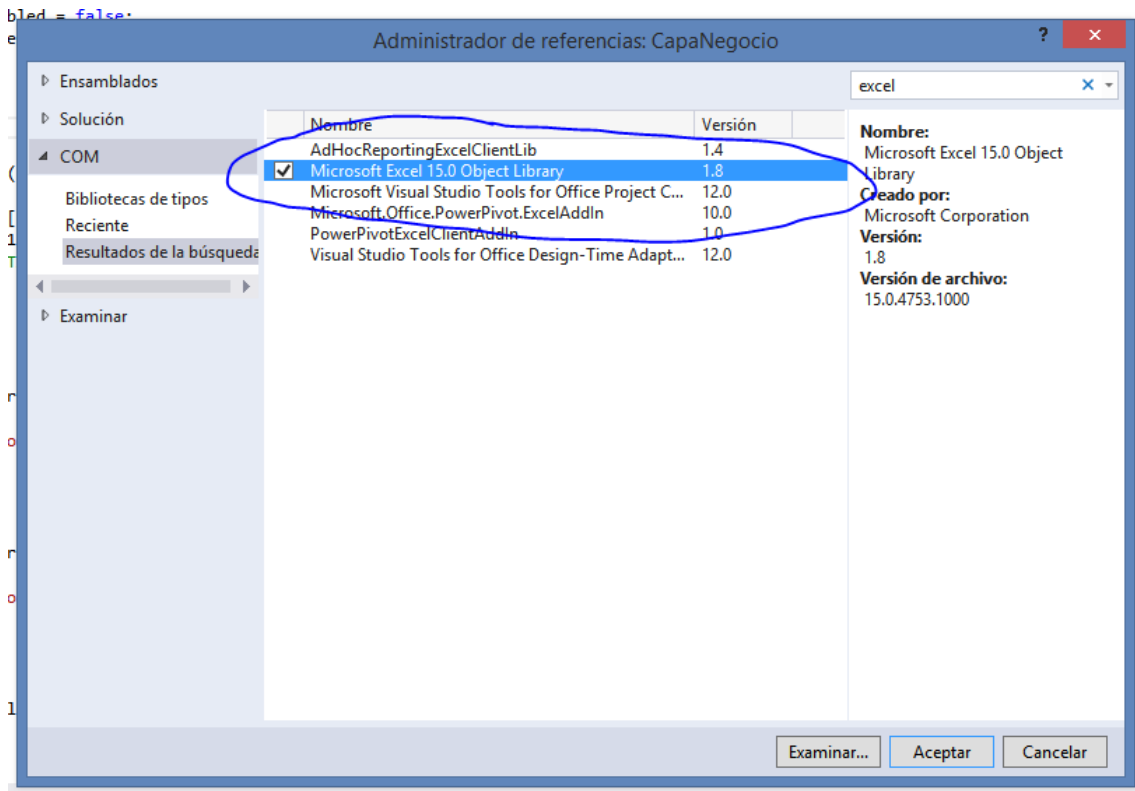 bled = false;
e
Administrador de referencias: CapaNegocio
?
Ensamblados
Solución
COM
Bibliotecas de tipos
Reciente
Resultados de la búsqueda
Examinar
excel
Nombre
Versión
AdHocReportingExcelClientLib 1.4
Microsoft Excel 15.0 Object Library 1.8
Microsoft Visual Studio Tools for Office Project C... 12.0
Microsoft.Office.PowerPivot.ExcelAddIn 10.0
PowerPivotExcelClientAddIn 1.0
Visual Studio Tools for Office Design-Time Adapt... 12.0
Nombre:
Microsoft Excel 15.0 Object
Library
Creado por:
Microsoft Corporation
Versión:
1.8
Versión de archivo:
15.0.4753.1000
Examinar...
Aceptar
Cancelar